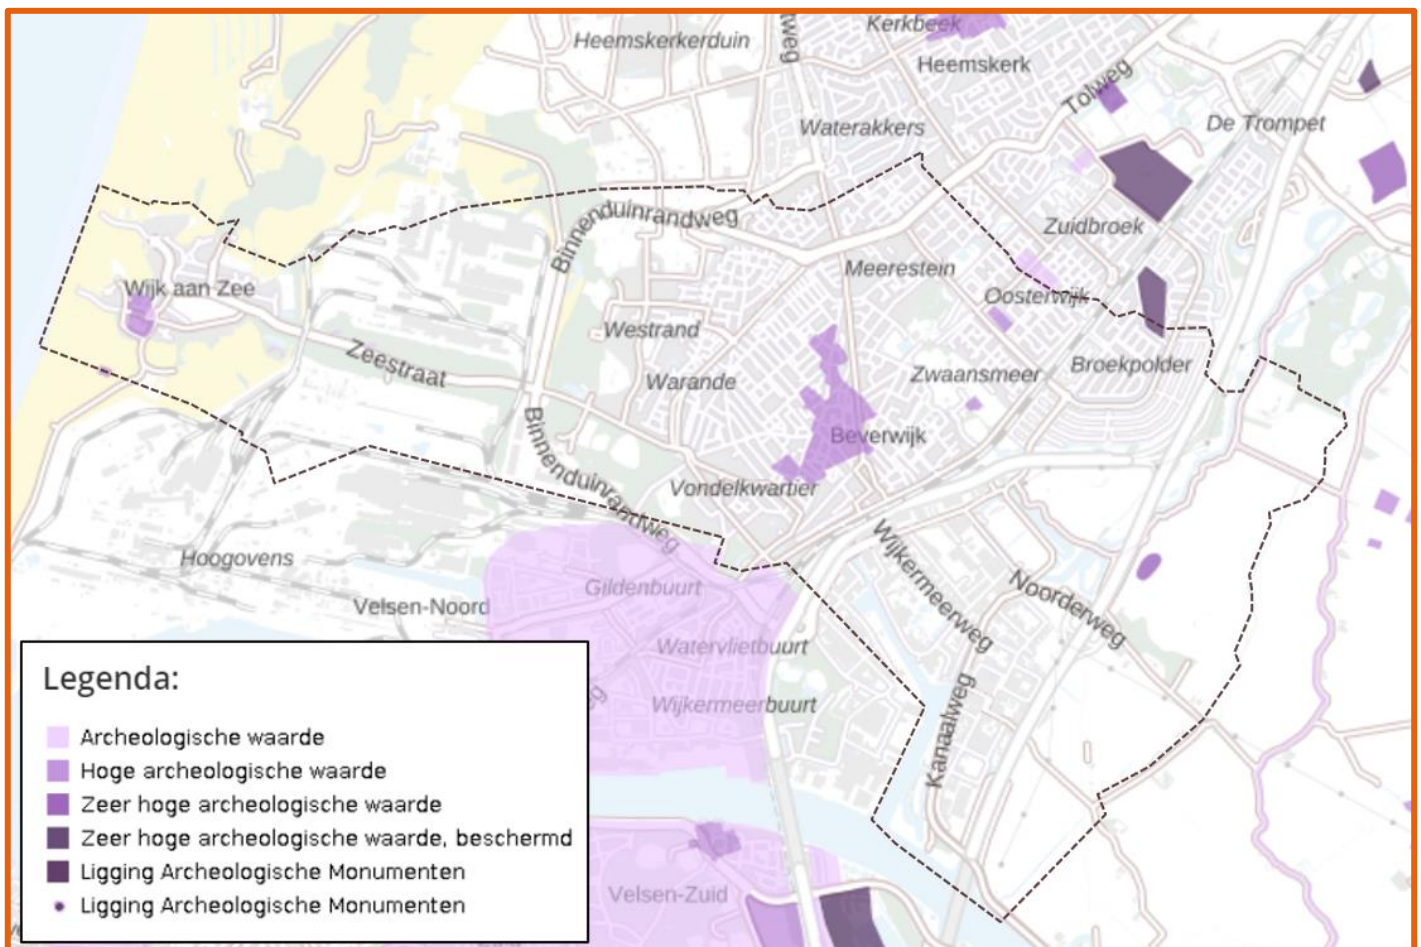 Kerkbeek
Heemskerkerduin
tweg
Heemskerk
Tolweg
De Trompet
Waterakkers
Binnenduinrandweg
Zuidbroek
Meerestein
Wijk aan Zee
Oosterwijk
Westrand
Zeestraat
Warande
Zwaansmeer
Broekpolder
Binnenduinrandweg
Beverwijk
Vondelkwartier
Hoogovens
Wijkermeerweg
Gildenbuurt
Noorderweg
Velsen-Noord
Watervlietbuurt
Wijkermeerbuurt
Kanaalweg
Velsen-Zuid
Legenda:
Archeologische waarde
Hoge archeologische waarde
Zeer hoge archeologische waarde
Zeer hoge archeologische waarde, beschermd
Ligging Archeologische Monumenten
Ligging Archeologische Monumenten